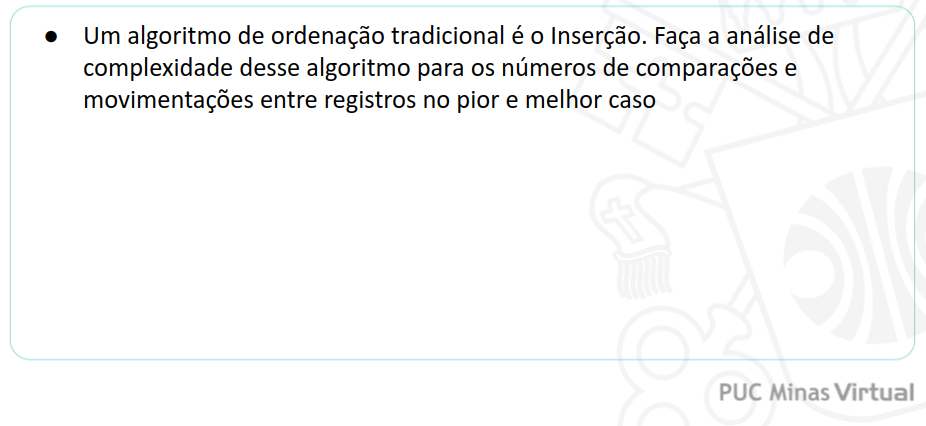 ● Um algoritmo de ordenação tradicional é o Inserção. Faça a análise de
complexidade desse algoritmo para os números de comparações e
movimentações entre registros no pior e melhor caso
PUC Minas Virtual